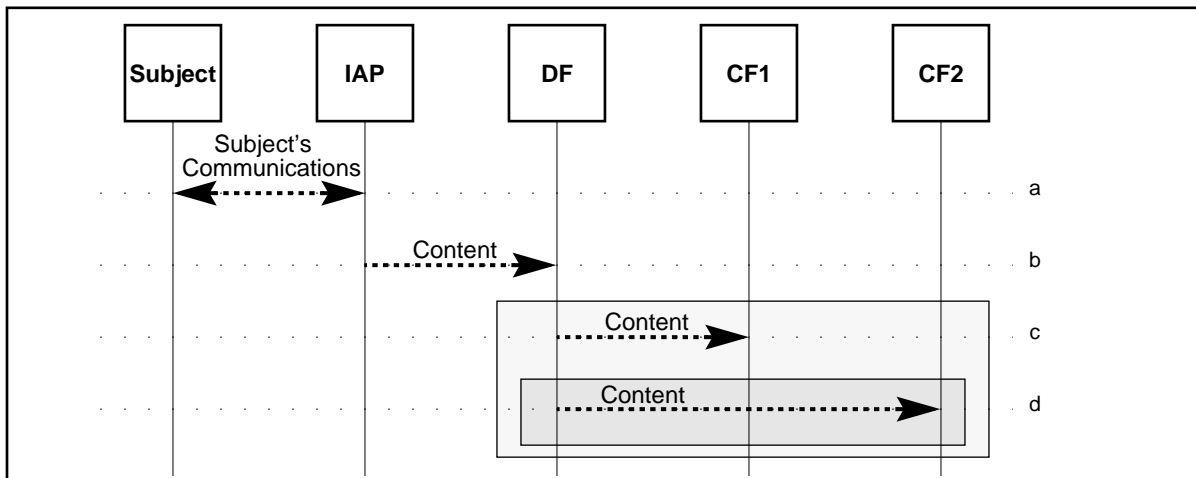 Subject
IAP
DF
CF1
CF2
Subject's
Communications
a
Content
b
Content
c
Content
d